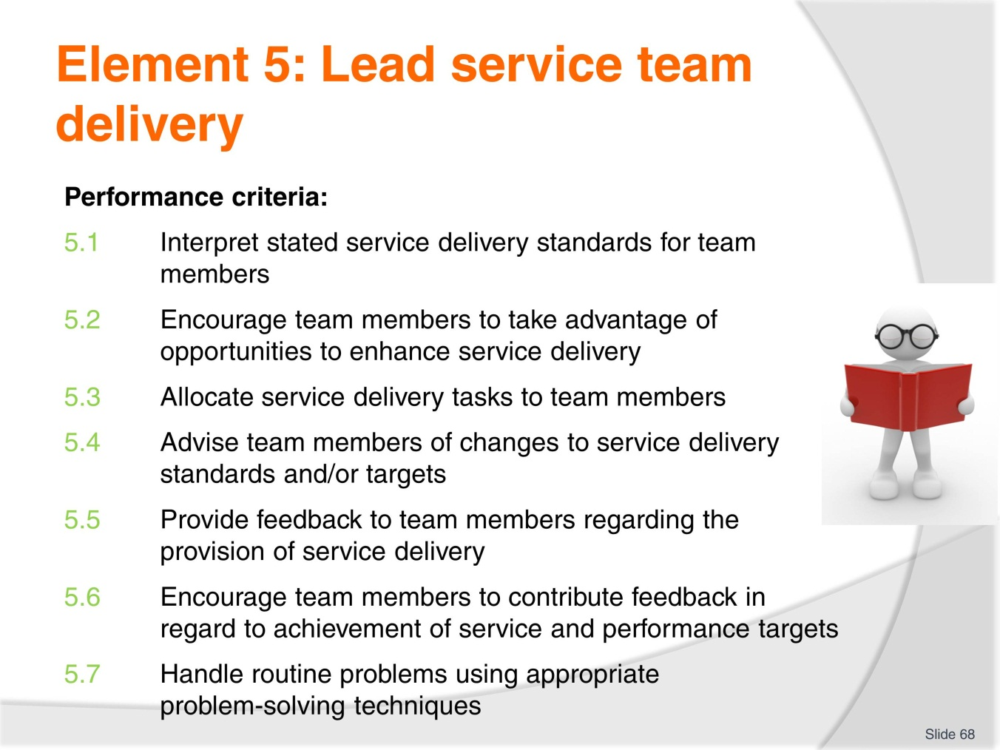 Element 5: Lead service team
delivery
Performance criteria:
5.1 Interpret stated service delivery standards for team
members
5.2 Encourage team members to take advantage of
opportunities to enhance service delivery
5.3 Allocate service delivery tasks to team members
5.4 Advise team members of changes to service delivery
standards and/or targets
5.5 Provide feedback to team members regarding the
provision of service delivery
5.6 Encourage team members to contribute feedback in
regard to achievement of service and performance targets
5.7 Handle routine problems using appropriate
problem-solving techniques
Slide 68